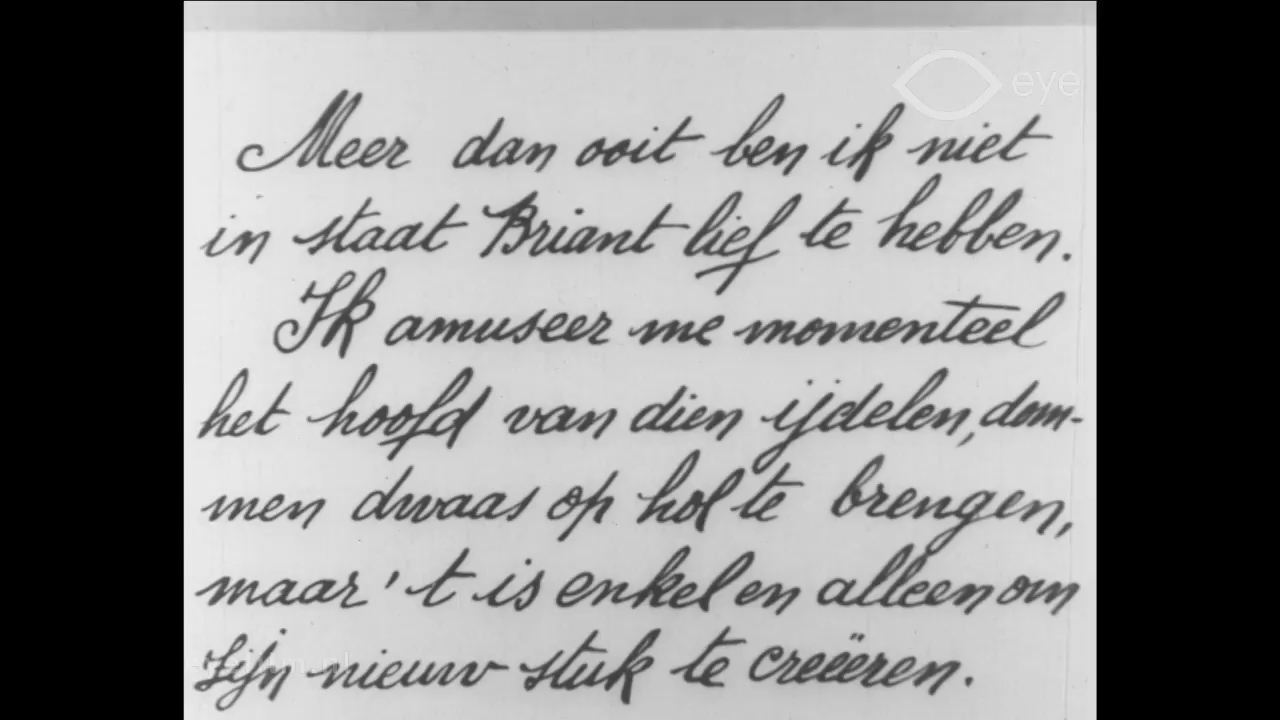 eye
Meer dan ooit ben ik niet
in staat Briant lief te hebben.
Ik amuseer me momenteel
het hoofd van dien ijdelen, dom-
men dwaas op hol te brengen,
maar 't is enkel en alleen om
zijn nieuw stuk te creëeren.